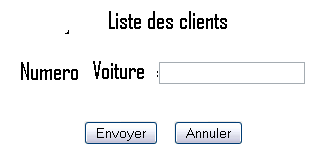 Liste des clients
Numero Voiture :
Envoyer Annuler